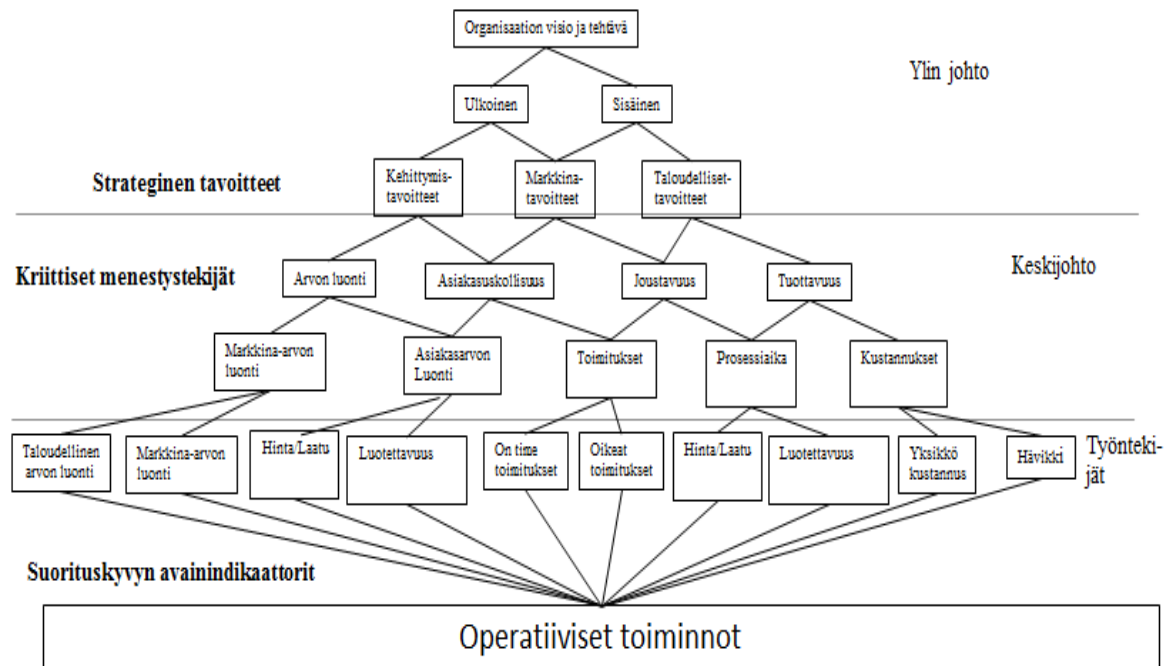 Organisaation visio ja tehtävä
Ylin johto
Ulkoinen
Sisäinen
Strateginen tavoitteet
Kehittymis-
tavoitteet
Markkina-
tavoitteet
Taloudelliset-
tavoitteet
Kriittiset menestystekijät
Arvon luonti
Asiakasuskollisuus
Joustavuus
Tuottavuus
Keskijohto
Markkina-arvon
luonti
Asiakasarvon
Luonti
Toimitukset
Prosessiaika
Kustannukset
Taloudellinen
arvon luonti
Markkina-arvon
luonti
Hinta/Laatu
Luotettavuus
On time
toimitukset
Oikeat
toimitukset
Hinta/Laatu
Luotettavuus
Yksikkö
kustannus
Hävikki
Työnteki-
jät
Suorituskyvyn avainindikaattorit
Operatiiviset toiminnot